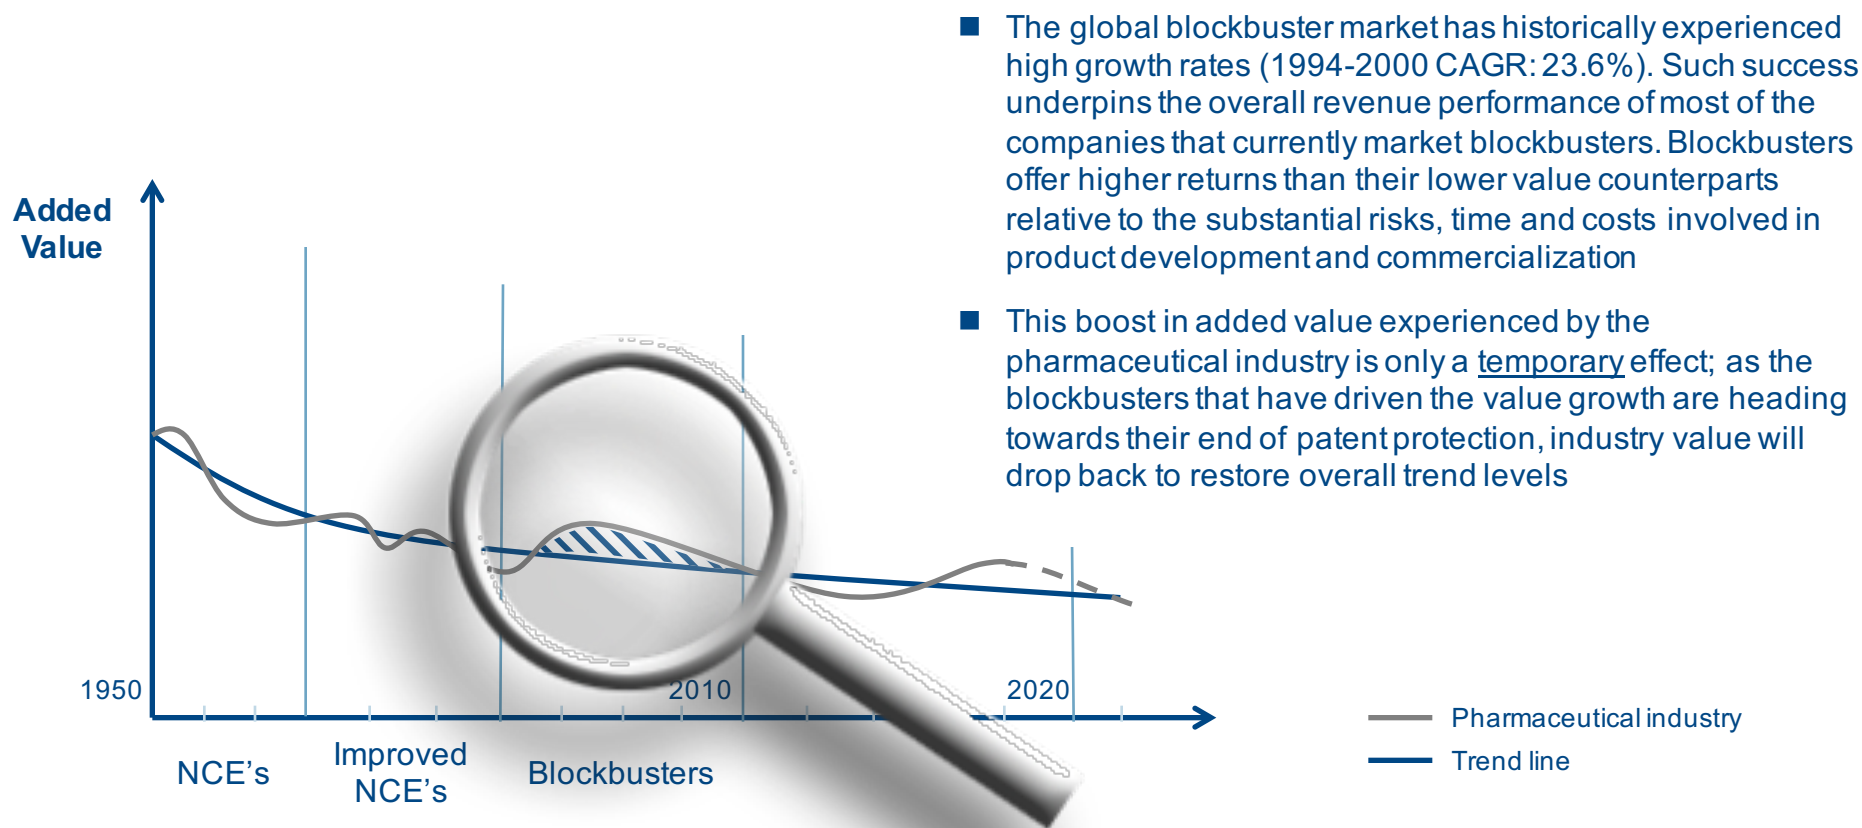 The global blockbuster market has historically experienced
high growth rates (1994-2000 CAGR: 23.6%). Such success
underpins the overall revenue performance of most of the
companies that currently market blockbusters. Blockbusters
offer higher returns than their lower value counterparts
relative to the substantial risks, time and costs involved in
product development and commercialization
This boost in added value experienced by the
pharmaceutical industry is only a temporary effect; as the
blockbusters that have driven the value growth are heading
towards their end of patent protection, industry value will
drop back to restore overall trend levels
Added
Value
1950
2010
2020
NCE's
Improved
NCE's
Blockbusters
Pharmaceutical industry
Trend line